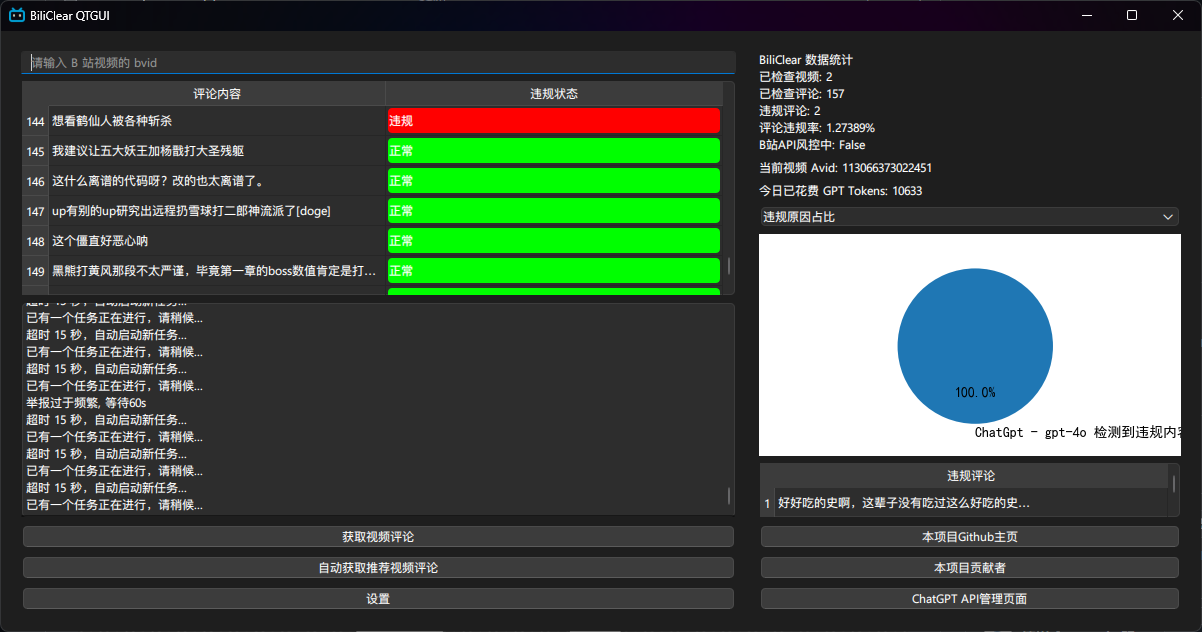 BiliClear QTGUI
请输入 B 站视频的 bvid
评论内容 违规状态
144 想看鹤仙人被各种斩杀 违规
145 我建议让五大妖王加杨戬打大圣残躯 正常
146 这什么离谱的代码呀？改的也太离谱了。 正常
147 up有别的up研究出远程扔雪球打二郎神流派了[doge] 正常
148 这个僵直好恶心呐 正常
149 黑熊打黄风那段不太严谨，毕竟第一章的boss数值肯定是打... 正常
超时 15 秒，自动启动新任务...
已有一个任务正在进行，请稍候...
超时 15 秒，自动启动新任务...
已有一个任务正在进行，请稍候...
超时 15 秒，自动启动新任务...
已有一个任务正在进行，请稍候...
举报过于频繁, 等待60s
超时 15 秒，自动启动新任务...
已有一个任务正在进行，请稍候...
超时 15 秒，自动启动新任务...
已有一个任务正在进行，请稍候...
超时 15 秒，自动启动新任务...
已有一个任务正在进行，请稍候...
获取视频评论
自动获取推荐视频评论
设置
BiliClear 数据统计
已检查视频: 2
已检查评论: 157
违规评论: 2
评论违规率: 1.27389%
B站API风控中: False
当前视频 Avid: 113066373022451
今日已花费 GPT Tokens: 10633
违规原因占比
100.0%
ChatGpt - gpt-4o 检测到违规内容
违规评论
1 好好吃的史啊，这辈子没有吃过这么好吃的史...
本项目Github主页
本项目贡献者
ChatGPT API管理页面